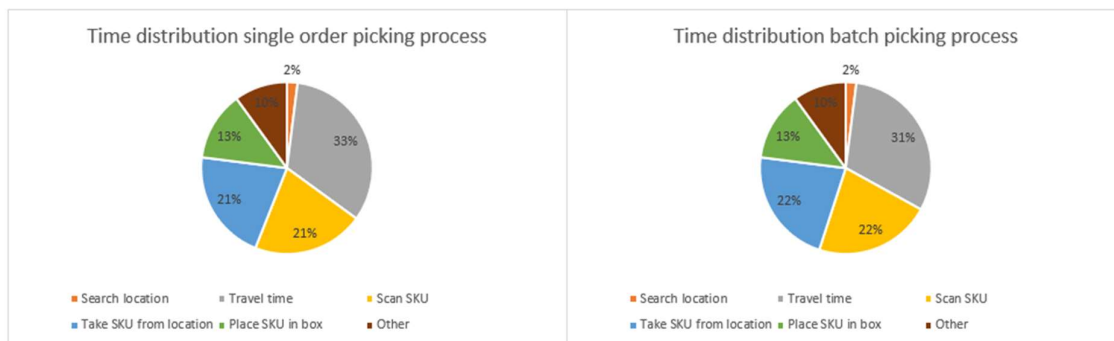 Time distribution single order picking process
2%
33%
21%
21%
13%
10%
Search location Travel time Scan SKU
Take SKU from location Place SKU in box Other
Time distribution batch picking process
2%
31%
22%
22%
13%
10%
Search location Travel time Scan SKU
Take SKU from location Place SKU in box Other